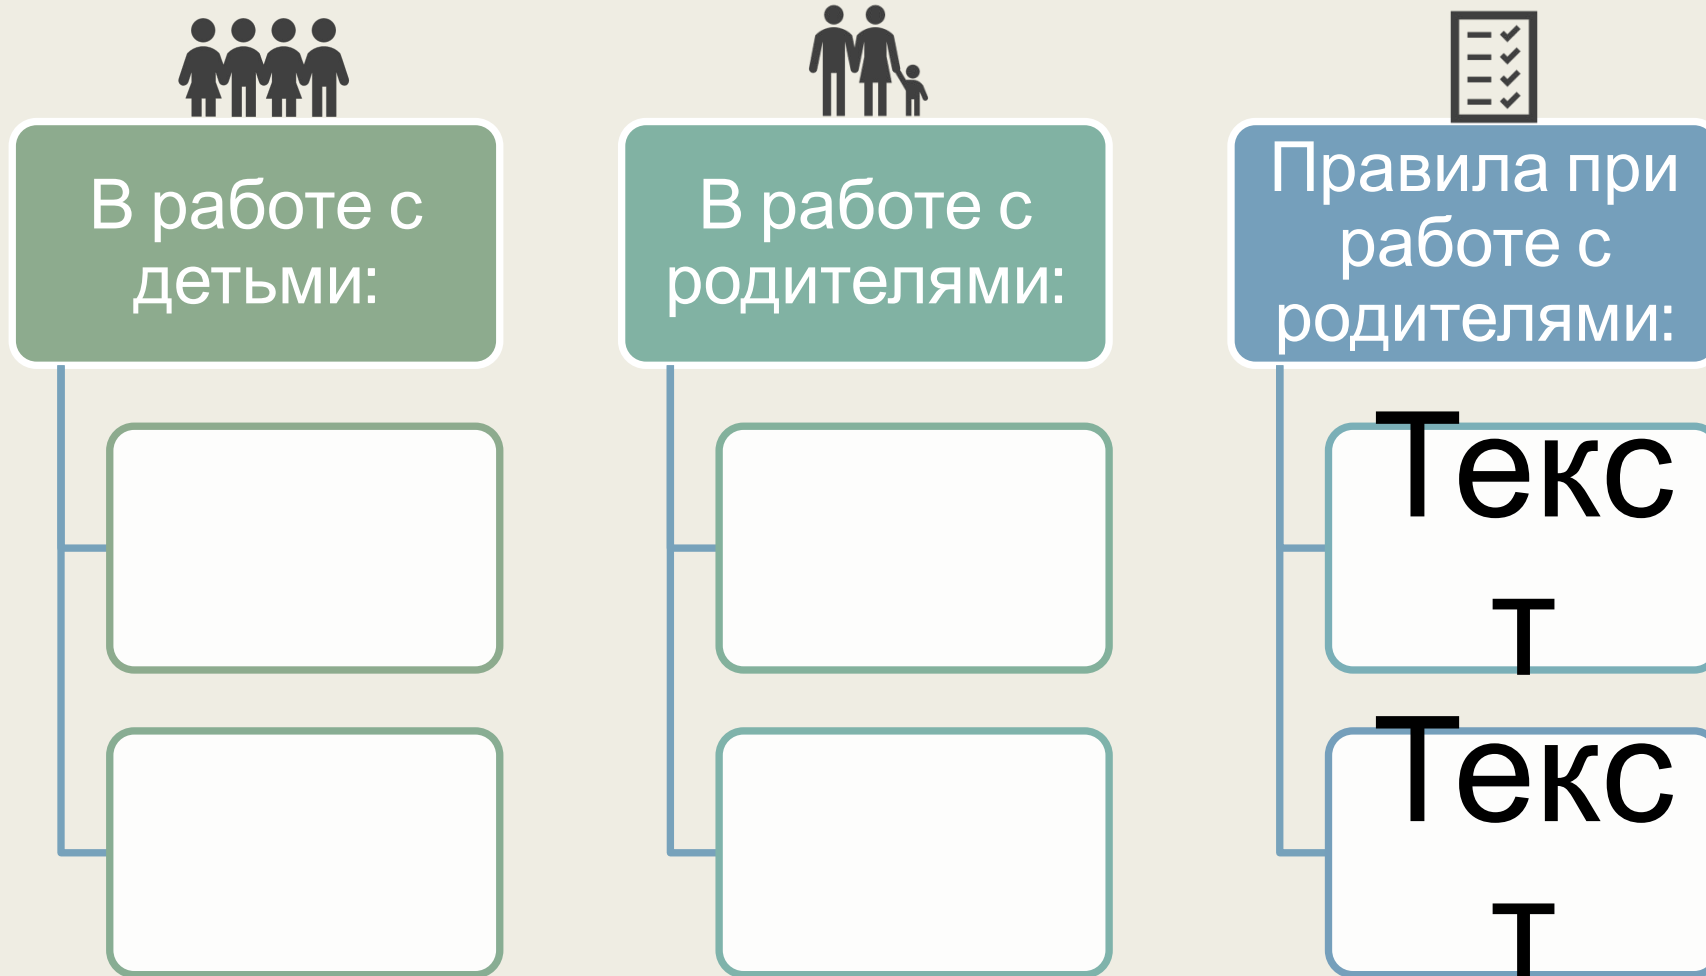 В работе с
детьми:
В работе с
родителями:
Правила при
работе с
родителями:
Текс
т
Текс
т